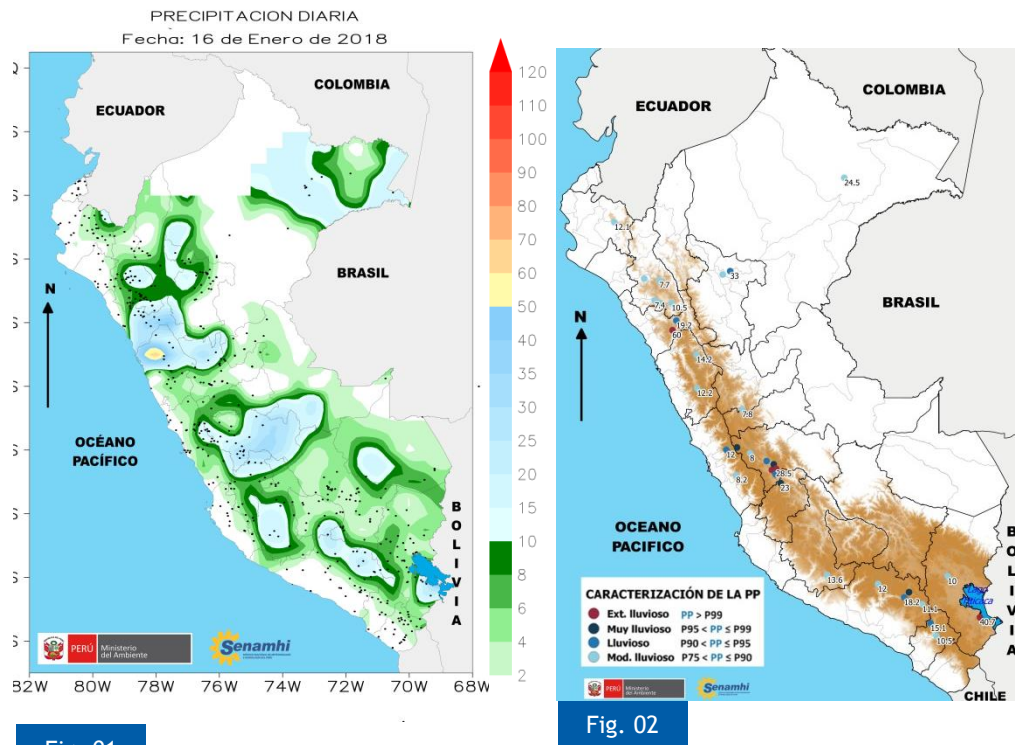 PRECIPITACION DIARIA
Fecha: 16 de Enero de 2018
COLOMBIA
ECUADOR
BRASIL
N
OCÉANO
PACÍFICO
B
O
L
I
V
I
A
PERÚ
Ministerio
del Ambiente
Senamhi
82W 80W 78W 76W 74W 72W 70W 68W
120
110
100
90
80
70
60
50
40
35
30
25
20
15
10
8
6
4
2
COLOMBIA
ECUADOR
24.5
12.1
BRASIL
33
7.7
7.4
10.5
19.2
60
14.2
12.2
7.8
N
12
8
28.5
8.2
23
OCEANO
PACIFICO
B
O
L
I
V
I
A
13.6
12
10
18.2
11.1
40.7
15.1
10.5
CARACTERIZACIÓN DE LA PP
Ext. lluvioso PP > P99
Muy lluvioso P95 < PP ≤ P99
Lluvioso P90 < PP ≤ P95
Mod. lluvioso P75 < PP ≤ P90
PERÚ
Ministerio
del Ambiente
Senamhi
CHILE
Fig. 02